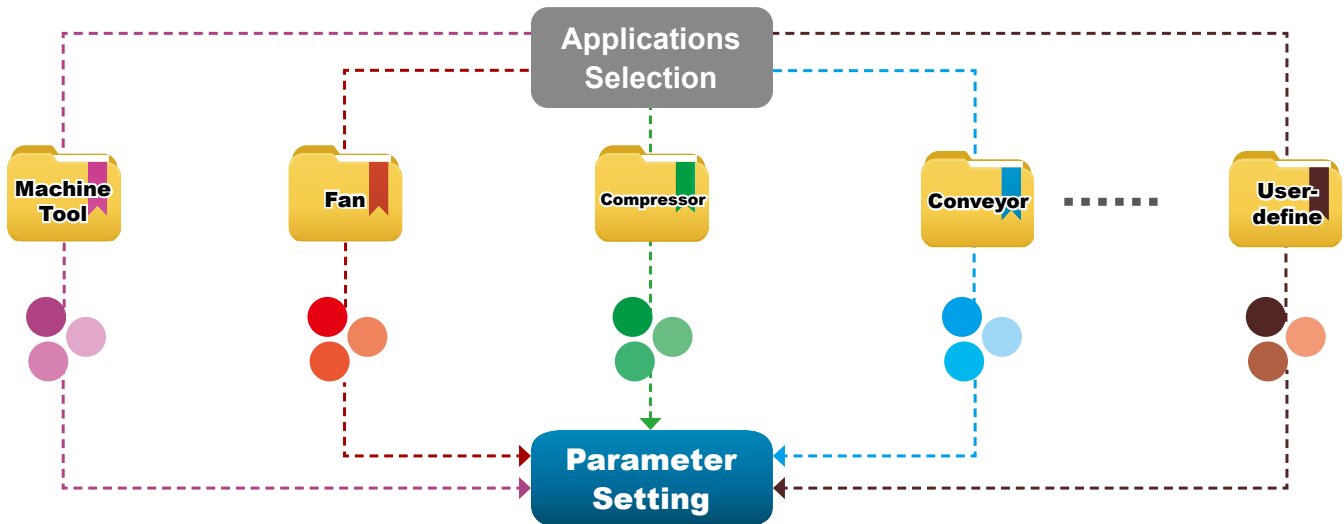 Applications
Selection
Machine
Tool
Fan
Compressor
Conveyor
User-
define
Parameter
Setting